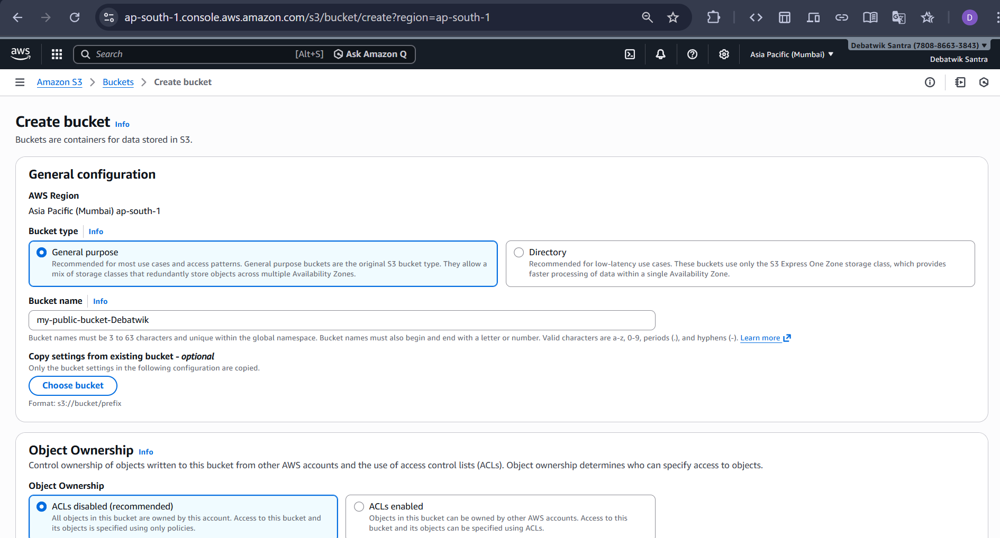 ap-south-1.console.aws.amazon.com/s3/bucket/create?region=ap-south-1
D
aws
Search [Alt+S] Ask Amazon Q
Asia Pacific (Mumbai) ▼
Debatwik Santra (7808-8663-3843) ▼
Debatwik Santra
Amazon S3 > Buckets > Create bucket
Create bucket Info
Buckets are containers for data stored in S3.
General configuration
AWS Region
Asia Pacific (Mumbai) ap-south-1
Bucket type Info
General purpose
Recommended for most use cases and access patterns. General purpose buckets are the original S3 bucket type. They allow a
mix of storage classes that redundantly store objects across multiple Availability Zones.
Directory
Recommended for low-latency use cases. These buckets use only the S3 Express One Zone storage class, which provides
faster processing of data within a single Availability Zone.
Bucket name Info
my-public-bucket-Debatwik
Bucket names must be 3 to 63 characters and unique within the global namespace. Bucket names must also begin and end with a letter or number. Valid characters are a-z, 0-9, periods (.), and hyphens (-). Learn more
Copy settings from existing bucket - optional
Only the bucket settings in the following configuration are copied.
Choose bucket
Format: s3://bucket/prefix
Object Ownership Info
Control ownership of objects written to this bucket from other AWS accounts and the use of access control lists (ACLs). Object ownership determines who can specify access to objects.
Object Ownership
ACLs disabled (recommended)
All objects in this bucket are owned by this account. Access to this bucket and
its objects is specified using only policies.
ACLs enabled
Objects in this bucket can be owned by other AWS accounts. Access to this
bucket and its objects can be specified using ACLs.